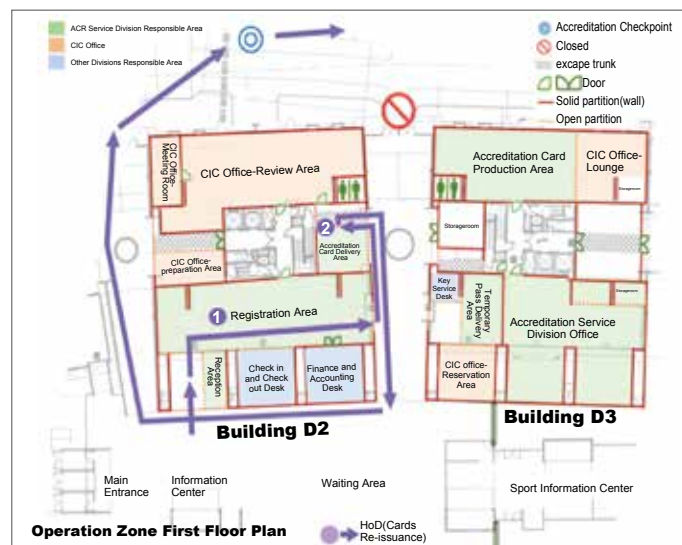 ACR Service Division Responsible Area
CIC Office
Other Divisions Responsible Area
Accreditation Checkpoint
Closed
excape trunk
Door
Solid partition(wall)
Open partition
CIC Office-
Meeting Room
CIC Office-Review Area
CIC Office-
preparation Area
2
Accreditation
Card Delivery
Area
1
Registration Area
Reception
Area
Check in
and Check
out Desk
Finance and
Accounting
Desk
Building D2
Accreditation Card
Production Area
CIC Office-
Lounge
Storageroom
Storageroom
Key
Service
Desk
Temporary
Pass Delivery
Area
Storageroom
Accreditation Service
Division Office
CIC office-
Reservation
Area
Building D3
Main
Entrance
Information
Center
Waiting Area
Sport Information Center
Operation Zone First Floor Plan
HoD(Cards
Re-issuance)